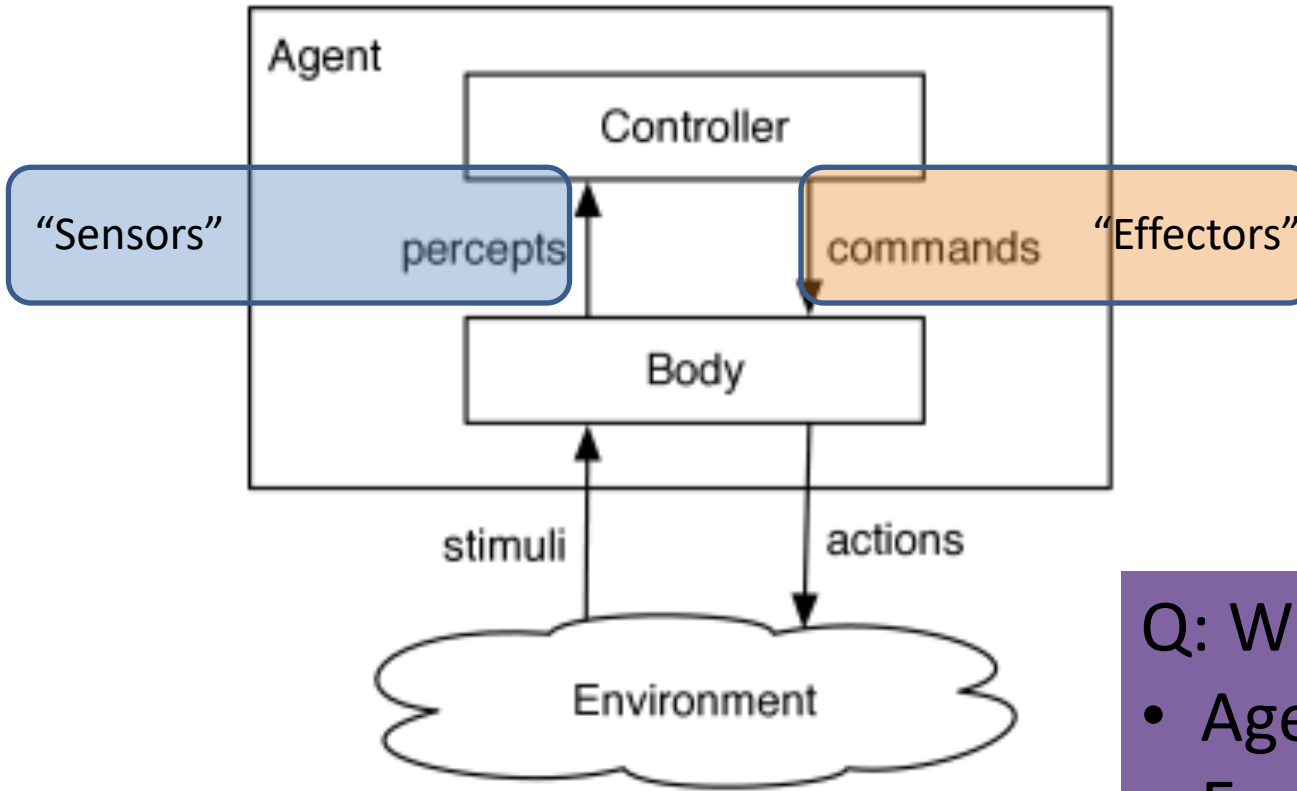 Agent
Controller
“Sensors”
percepts
commands
“Effectors”
Body
stimuli
actions
Environment
Q: W
• Age